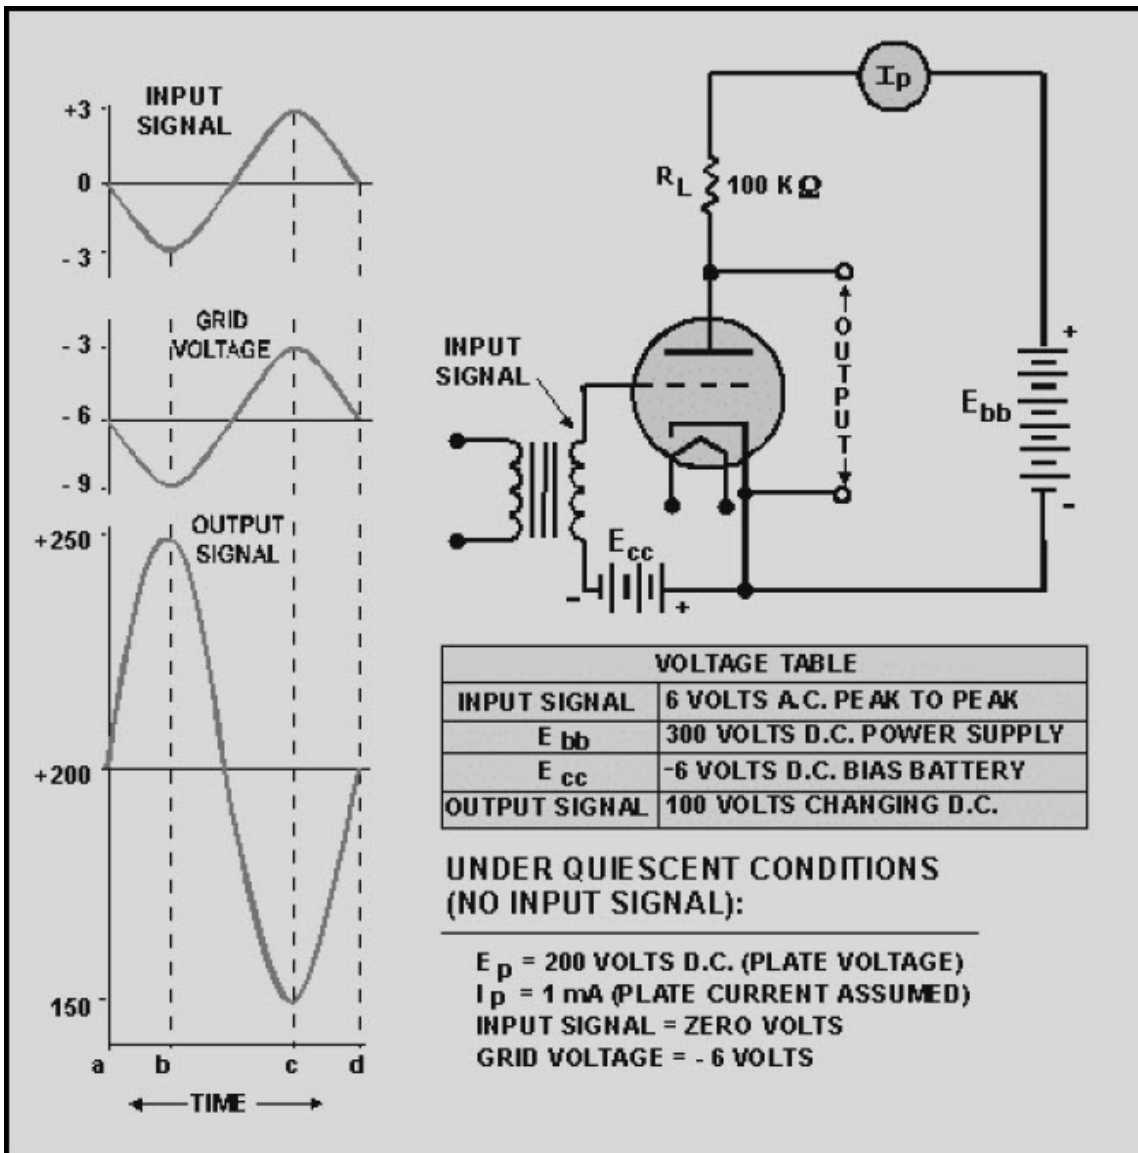 INPUT
SIGNAL
+3
0
- 3
GRID
VOLTAGE
- 3
- 6
- 9
OUTPUT
SIGNAL
+250
+200
150
a b c d
TIME
Ip
RL 100 K Ω
INPUT
SIGNAL
OUTPUT
Ebb
+
-
Ecc
-
+
VOLTAGE TABLE
INPUT SIGNAL 6 VOLTS A.C. PEAK TO PEAK
E bb 300 VOLTS D.C. POWER SUPPLY
E cc -6 VOLTS D.C. BIAS BATTERY
OUTPUT SIGNAL 100 VOLTS CHANGING D.C.
UNDER QUIESCENT CONDITIONS
(NO INPUT SIGNAL):
E p = 200 VOLTS D.C. (PLATE VOLTAGE)
I p = 1 mA (PLATE CURRENT ASSUMED)
INPUT SIGNAL = ZERO VOLTS
GRID VOLTAGE = - 6 VOLTS